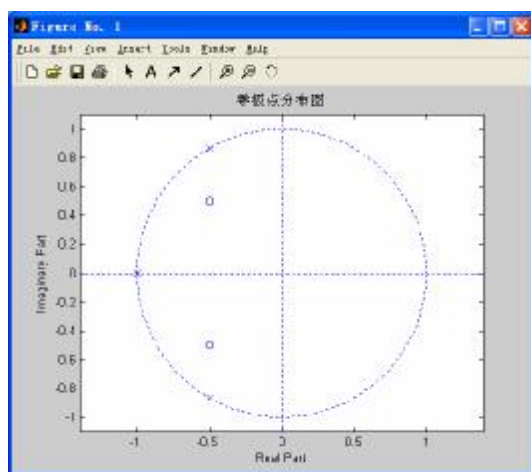 Figure No. 1
File Edit View Insert Tools Window Help
A
零极点分布图
1
0.8
0.6
0.4
0.2
0
-0.2
-0.4
-0.6
-0.8
-1
Imaginary Part
-1 -0.5 0 0.5 1
Real Part